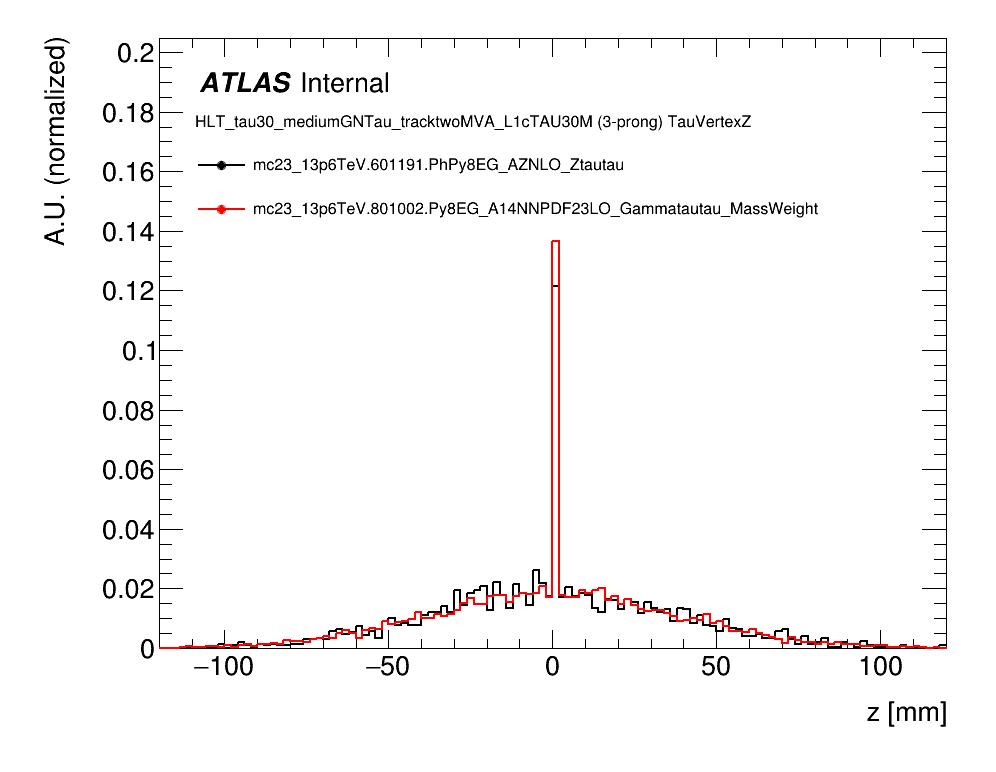 A.U. (normalized)
0.2
0.18
0.16
0.14
0.12
0.1
0.08
0.06
0.04
0.02
0
ATLAS Internal
HLT_tau30_mediumGNTau_tracktwoMVA_L1cTAU30M (3-prong) TauVertexZ
mc23_13p6TeV.601191.PhPy8EG_AZNLO_Ztautau
mc23_13p6TeV.801002.Py8EG_A14NNPDF23LO_Gammatautau_MassWeight
−100 −50 0 50 100
z [mm]